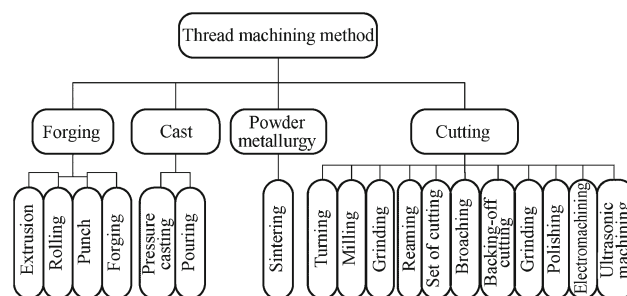 Thread machining method
Forging
Cast
Powder
metallurgy
Cutting
Extrusion
Rolling
Punch
Forging
Pressure
casting
Pouring
Sintering
Turning
Milling
Grinding
Reaming
Set of cutting
Broaching
Backing-off
cutting
Grinding
Polishing
Electromachining
Ultrasonic
machining